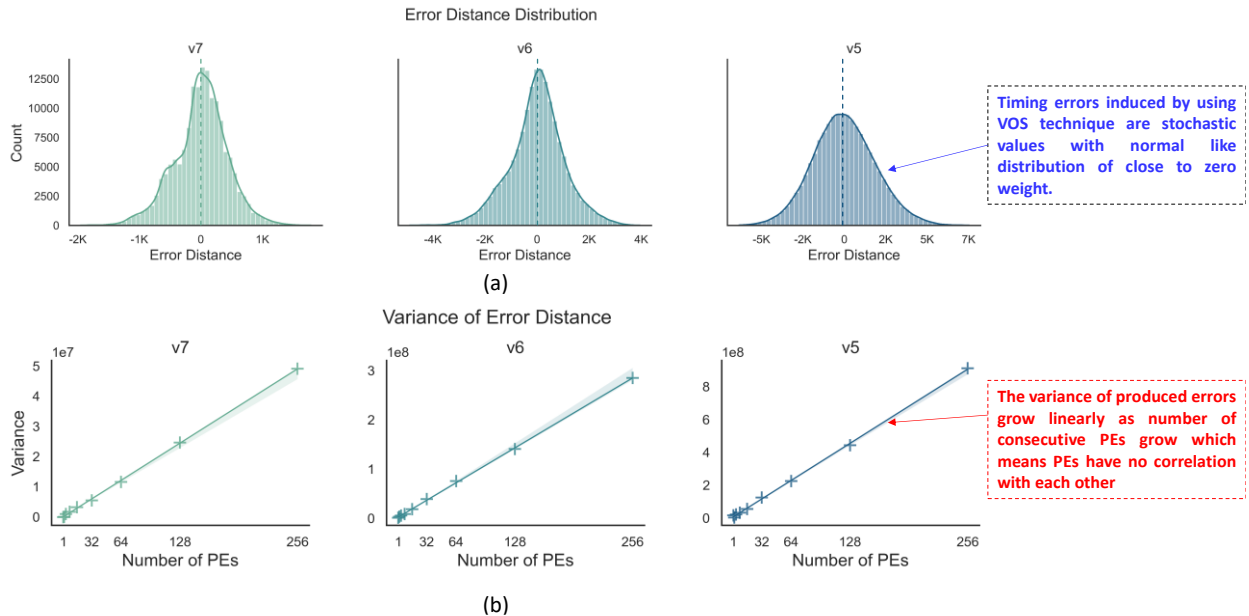 Error Distance Distribution
v7
v6
v5
12500
10000
7500
5000
2500
0
Count
-2K -1K 0 1K
Error Distance
-4K -2K 0 2K 4K
Error Distance
-5K -2K 0 2K 5K 7K
Error Distance
Timing errors induced by using
VOS technique are stochastic
values with normal like
distribution of close to zero
weight.
(a)
Variance of Error Distance
v7
v6
v5
1e7
5
4
3
2
1
0
Variance
1 32 64 128 256
Number of PEs
1e8
3
2
1
0
1 32 64 128 256
Number of PEs
1e8
8
6
4
2
0
1 32 64 128 256
Number of PEs
The variance of produced errors
grow linearly as number of
consecutive PEs grow which
means PEs have no correlation
with each other
(b)